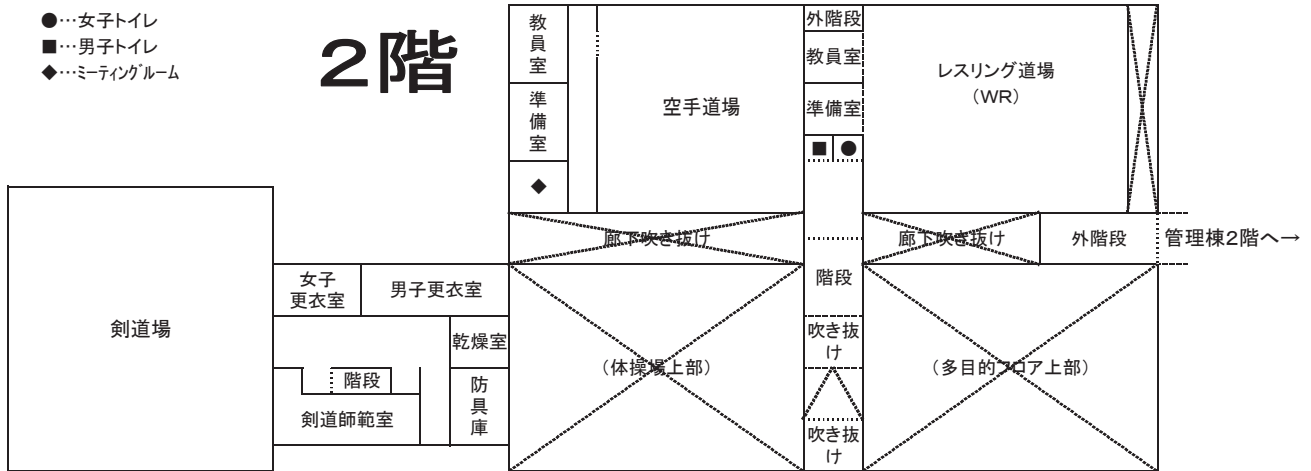 ●…女子トイレ
■…男子トイレ
◆…ミーティングルーム
2階
教員室
準備室
◆
空手道場
外階段
教員室
準備室
■
●
レスリング道場
(WR)
廊下吹き抜け
廊下吹き抜け
外階段
管理棟2階へ→
剣道場
女子
更衣室
男子更衣室
乾燥室
階段
剣道師範室
防具庫
(体操場上部)
階段
吹き抜
け
吹き抜
け
(多目的フロア上部)